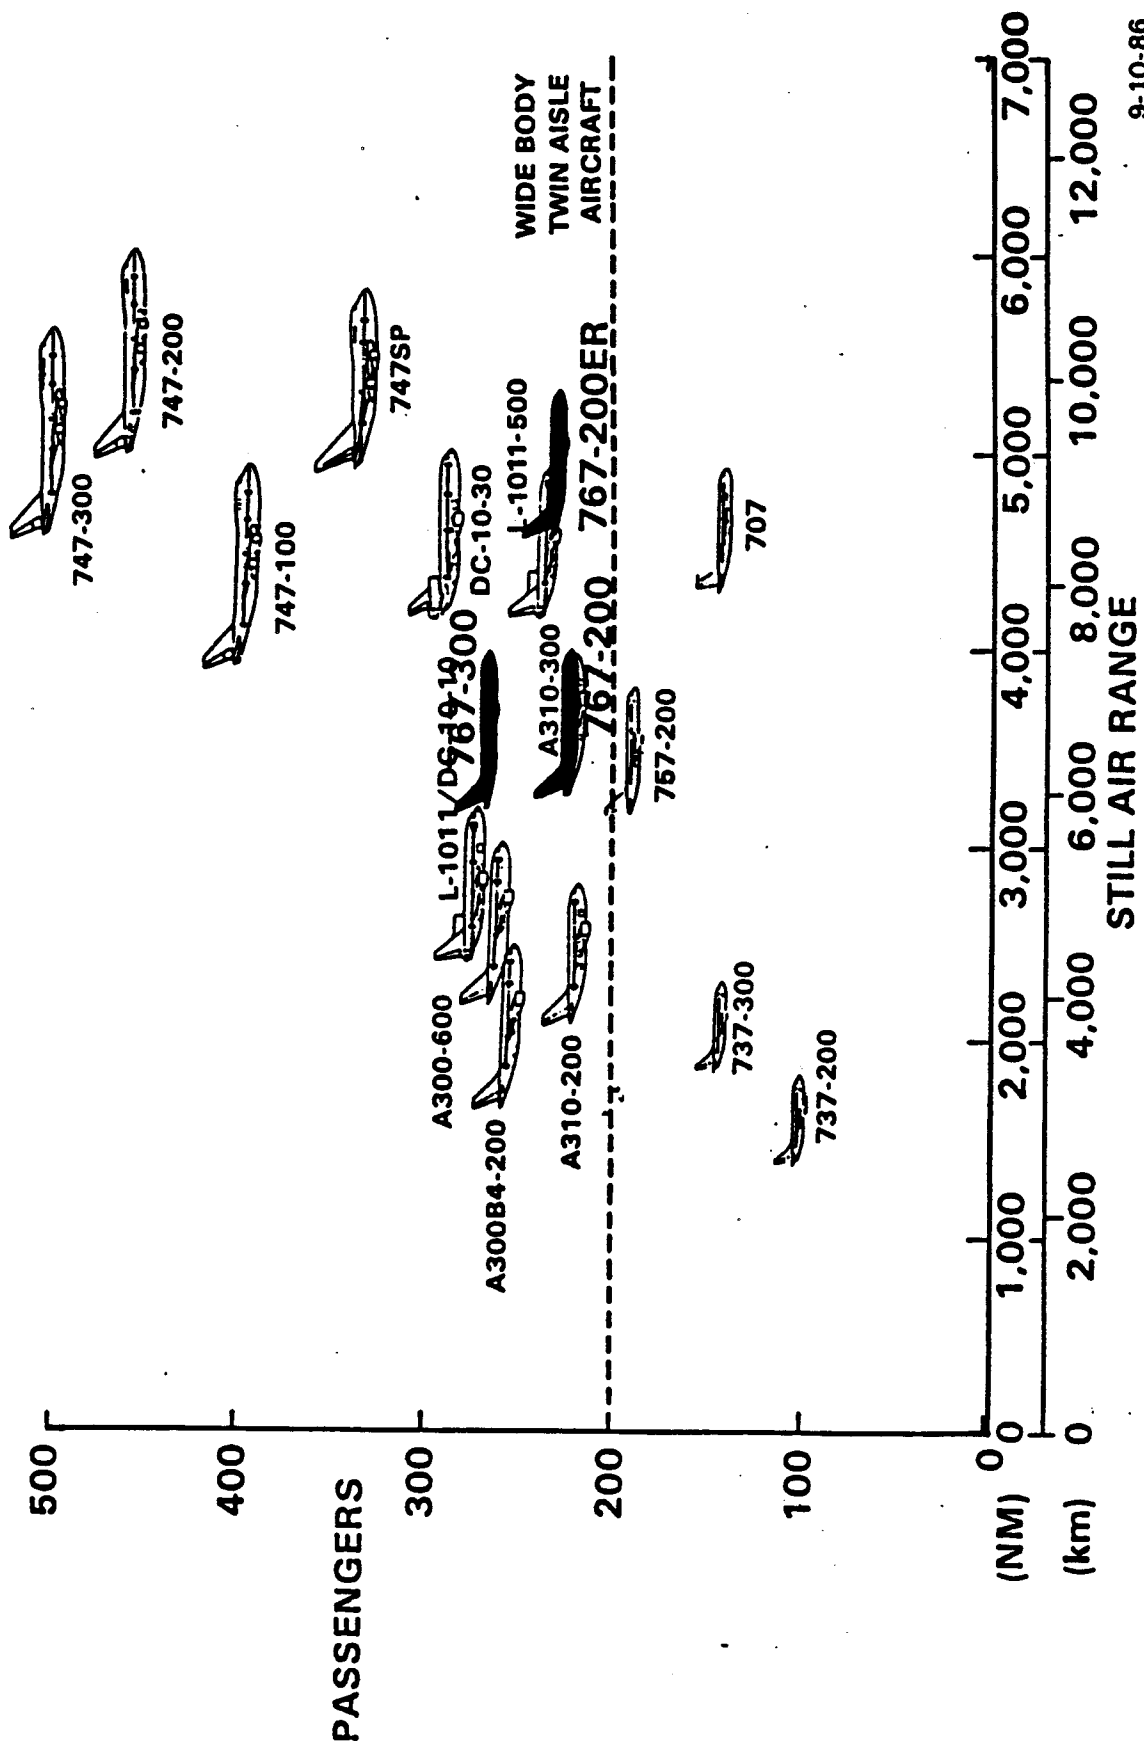 500
400
300
200
100
0
PASSENGERS
747-300
747-200
747-100
747SP
DC-10-30
L-1011-500
767-200ER
WIDE BODY
TWIN AISLE
AIRCRAFT
L-1011/DC-10-10
767-300
A310-300
767-200
A300-600
A300B4-200
A310-200
757-200
707
737-300
737-200
(NM) 0 1,000 2,000 3,000 4,000 5,000 6,000 7,000
(km) 0 2,000 4,000 6,000 8,000 10,000 12,000
STILL AIR RANGE
9-10-86